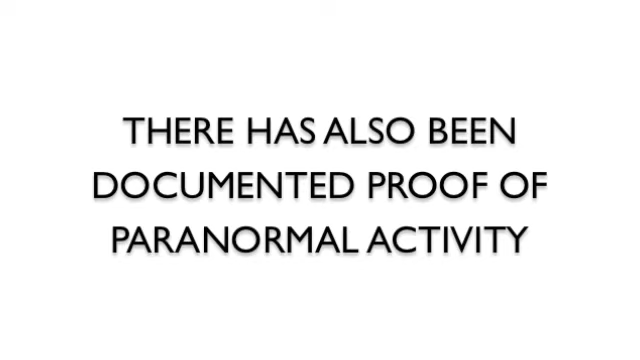 THERE HAS ALSO BEEN
DOCUMENTED PROOF OF
PARANORMAL ACTIVITY